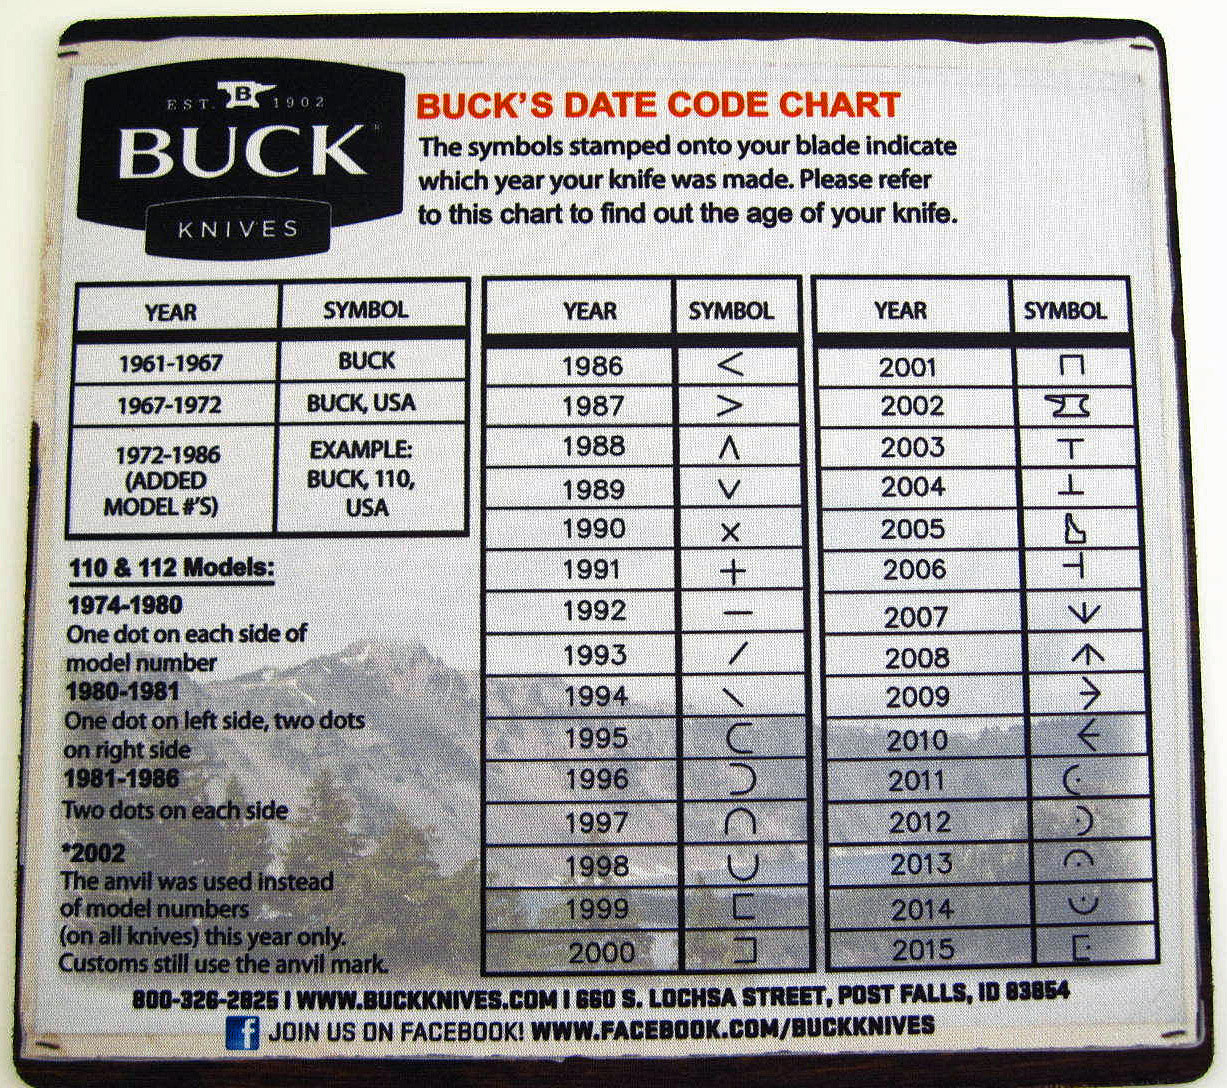 EST. B 1902
BUCK®
KNIVES
BUCK'S DATE CODE CHART
The symbols stamped onto your blade indicate
which year your knife was made. Please refer
to this chart to find out the age of your knife.
YEAR SYMBOL
1961-1967 BUCK
1967-1972 BUCK, USA
1972-1986 EXAMPLE:
(ADDED BUCK, 110,
MODEL #'S) USA
110 & 112 Models:
1974-1980
One dot on each side of
model number
1980-1981
One dot on left side, two dots
on right side
1981-1986
Two dots on each side
*2002
The anvil was used instead
of model numbers
(on all knives) this year only.
Customs still use the anvil mark.
YEAR SYMBOL
1986 <
1987 >
1988 Λ
1989 V
1990 X
1991 +
1992 —
1993 /
1994 \
1995 ⊂
1996 ⊃
1997 ∩
1998 ∪
1999 ⊏
2000 ⊐
YEAR SYMBOL
2001 ⊓
2002
2003 T
2004 ⊥
2005
2006 ⊣
2007 ↓
2008 ↑
2009 →
2010 ←
2011
2012
2013
2014
2015
800-326-2825 | WWW.BUCKKNIVES.COM | 660 S. LOCHSA STREET, POST FALLS, ID 83854
f JOIN US ON FACEBOOK! WWW.FACEBOOK.COM/BUCKKNIVES